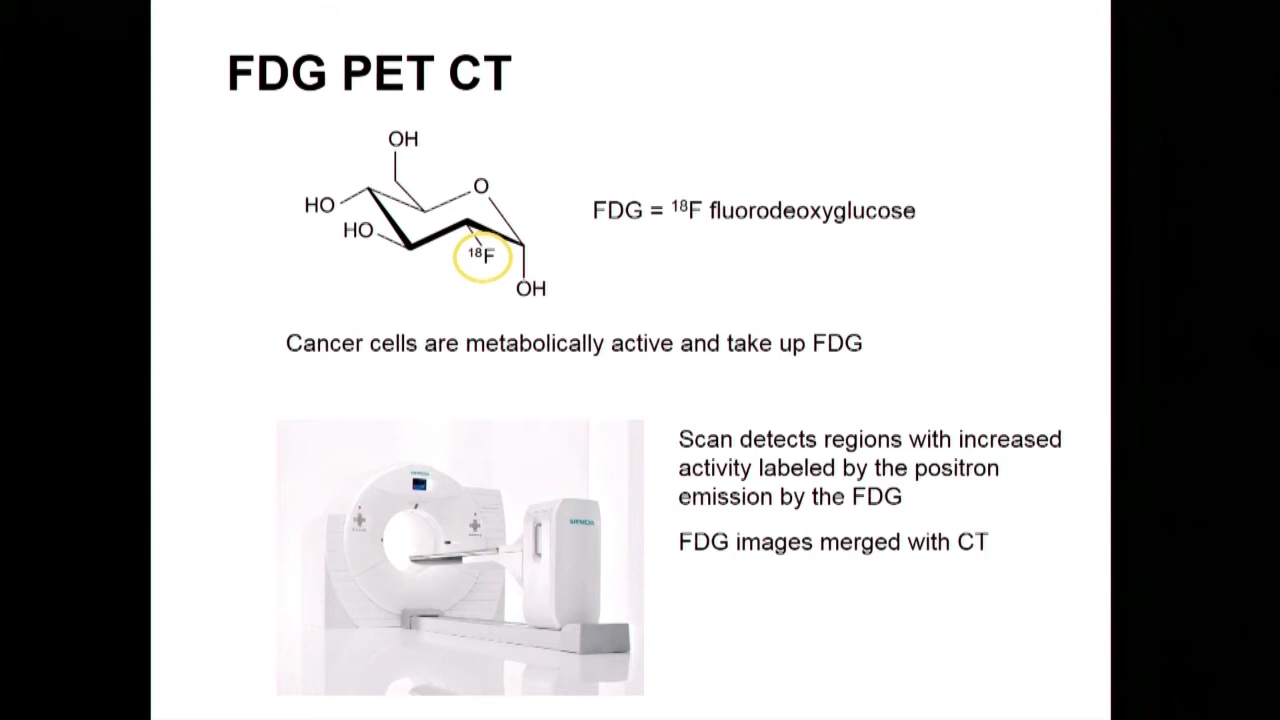 FDG PET CT
OH
O
HO
HO
¹⁸F
OH
FDG = ¹⁸F fluorodeoxyglucose
Cancer cells are metabolically active and take up FDG
Scan detects regions with increased
activity labeled by the positron
emission by the FDG
FDG images merged with CT
SIEMENS
SIEMENS